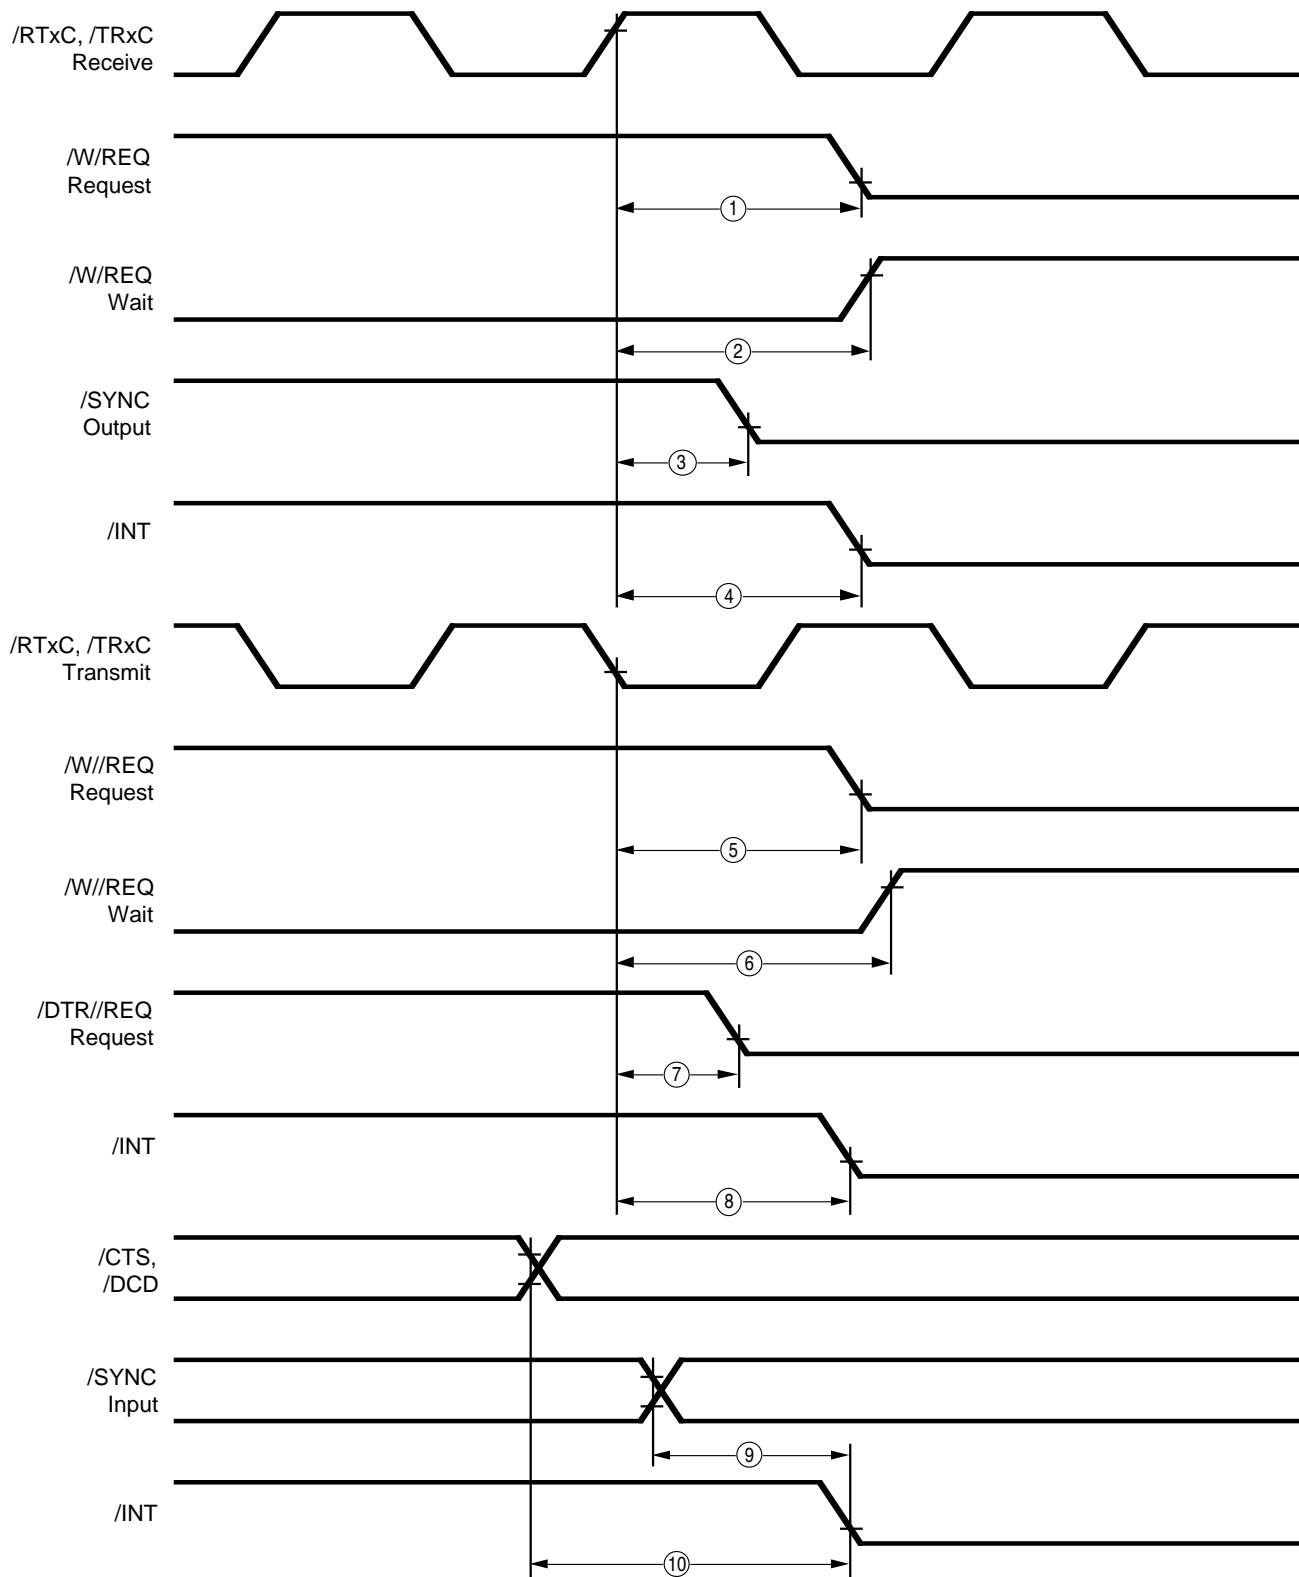 /RTxC, /TRxC
Receive
/W/REQ
Request
1
/W/REQ
Wait
2
/SYNC
Output
3
/INT
4
/RTxC, /TRxC
Transmit
/W//REQ
Request
5
/W//REQ
Wait
6
/DTR//REQ
Request
7
/INT
8
/CTS,
/DCD
/SYNC
Input
9
/INT
10